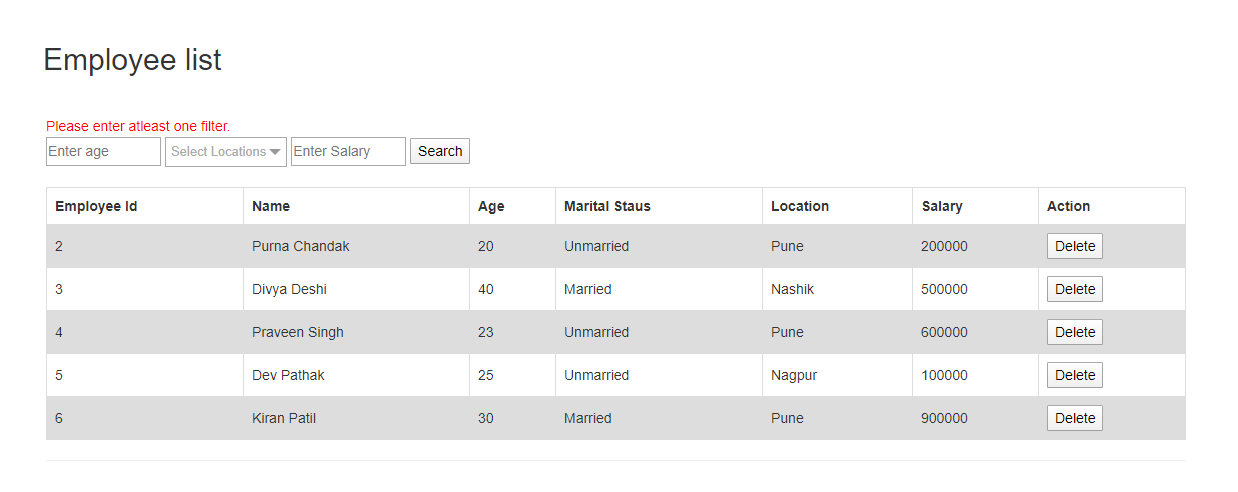 Employee list
Please enter atleast one filter.
Enter age Select Locations Enter Salary Search
Employee Id Name Age Marital Staus Location Salary Action
2 Purna Chandak 20 Unmarried Pune 200000 Delete
3 Divya Deshi 40 Married Nashik 500000 Delete
4 Praveen Singh 23 Unmarried Pune 600000 Delete
5 Dev Pathak 25 Unmarried Nagpur 100000 Delete
6 Kiran Patil 30 Married Pune 900000 Delete